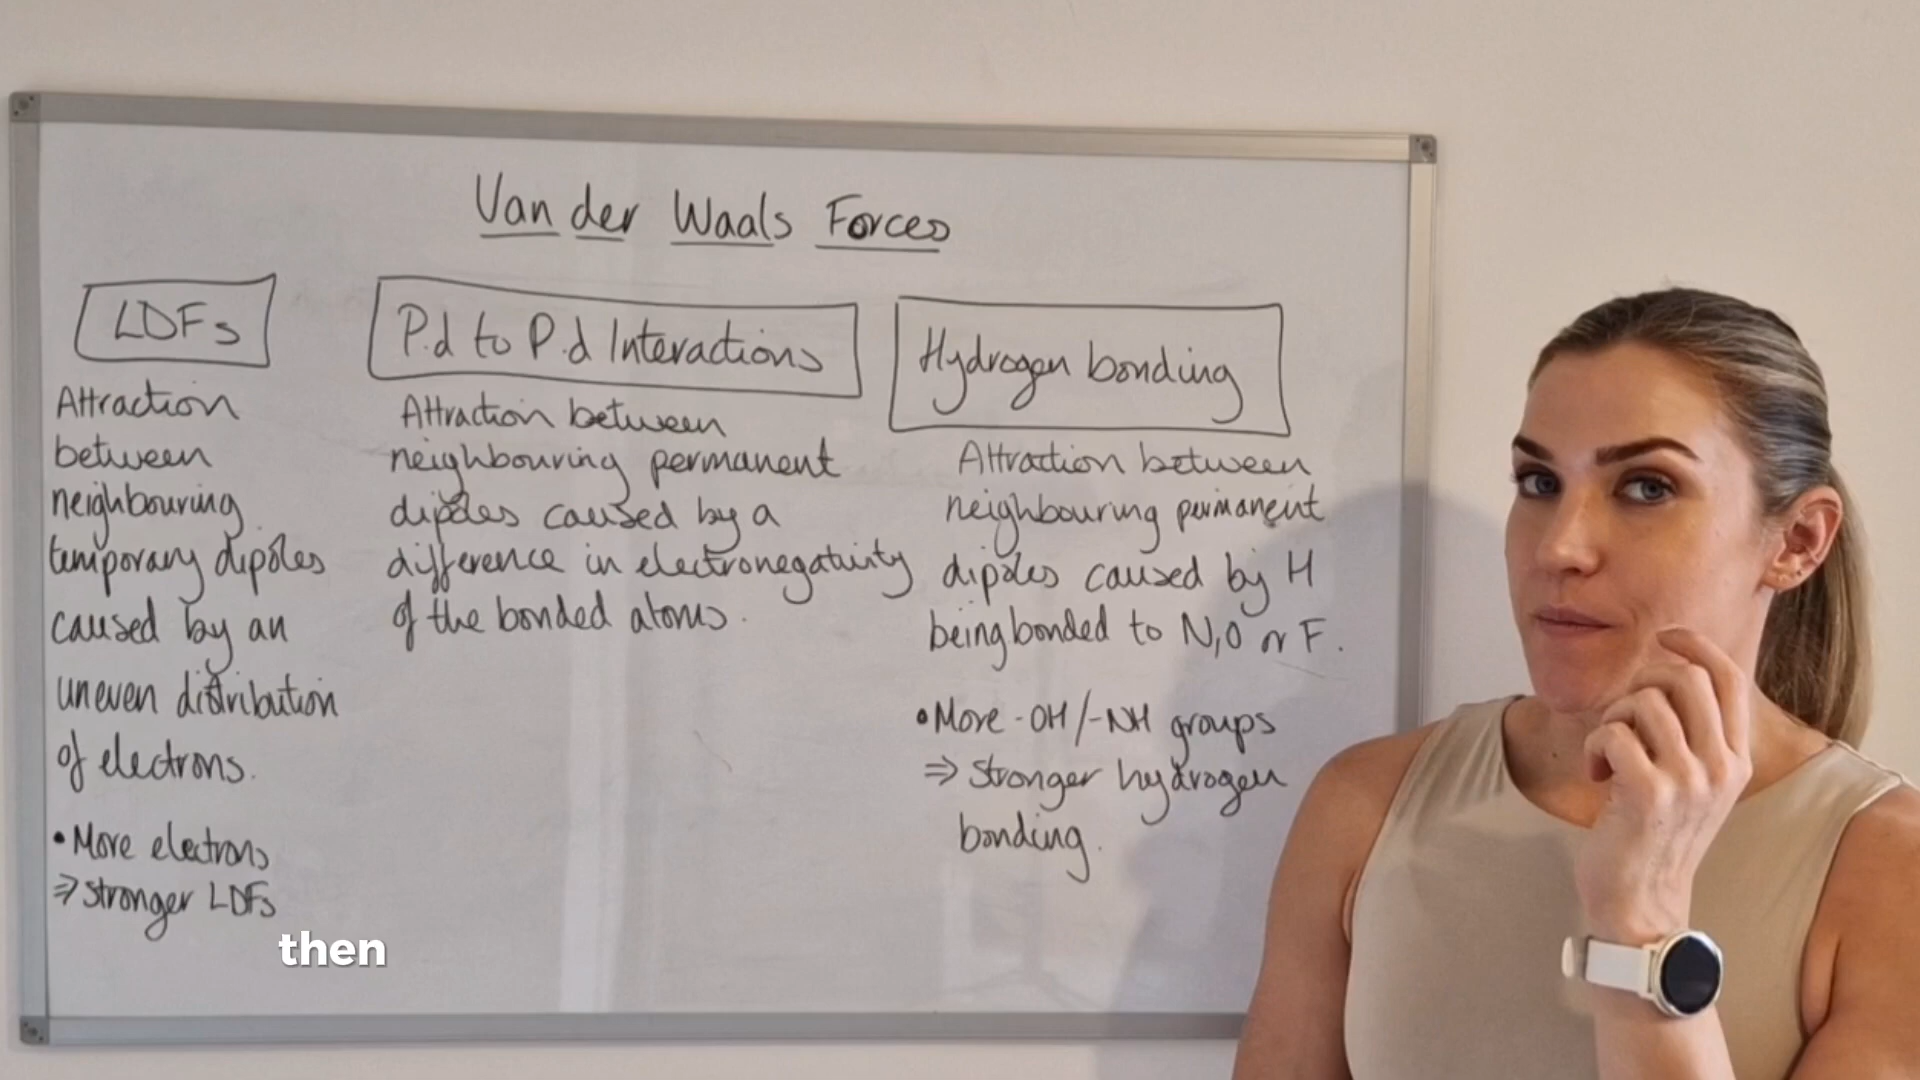 Van der Waals Forces
LDFs
Attraction
between
neighbouring
temporary dipoles
caused by an
uneven distribution
of electrons.
• More electrons
⇒ stronger LDFs
P.d to P.d Interactions
Attraction between
neighbouring permanent
dipoles caused by a
difference in electronegativity
of the bonded atoms.
Hydrogen bonding
Attraction between
neighbouring permanent
dipoles caused by H
being bonded to N, O or F.
• More -OH/-NH groups
⇒ stronger hydrogen
bonding.
then